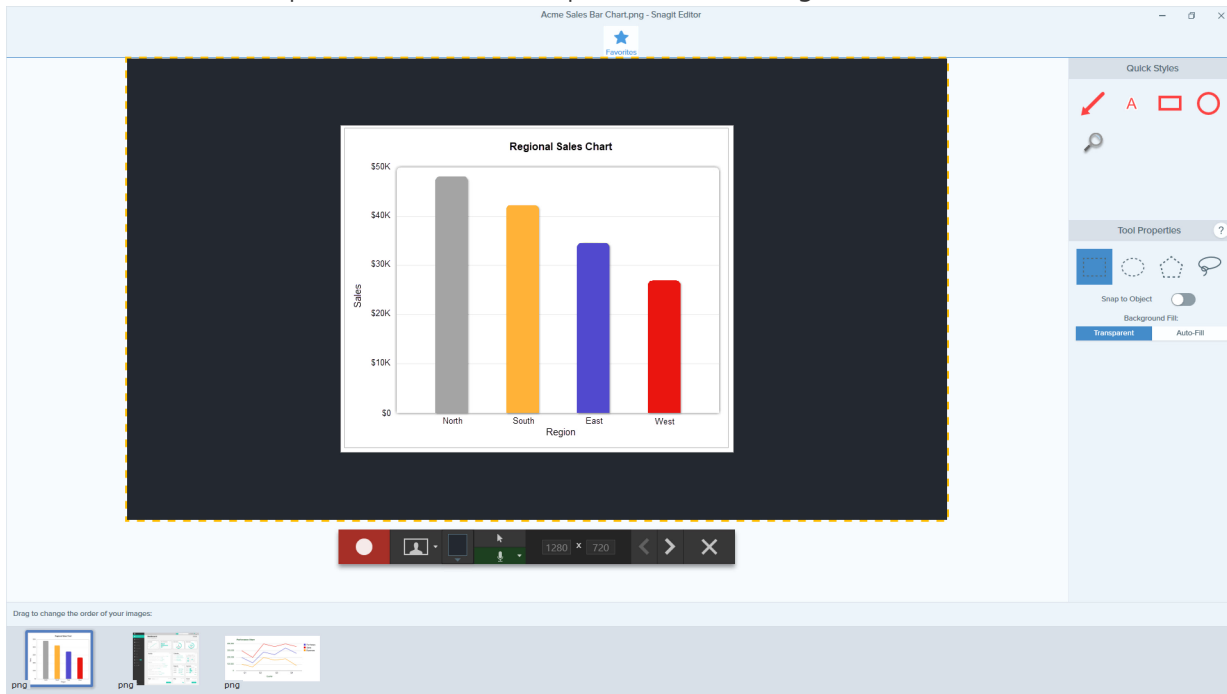 Acme Sales Bar Chart.png - Snagit Editor
Favorites
Quick Styles
A
Regional Sales Chart
$50K
$40K
$30K
$20K
$10K
$0
Sales
North South East West
Region
Tool Properties ?
Snap to Object
Background Fill:
Transparent Auto-Fill
1280 x 720
Drag to change the order of your images:
png
png
png